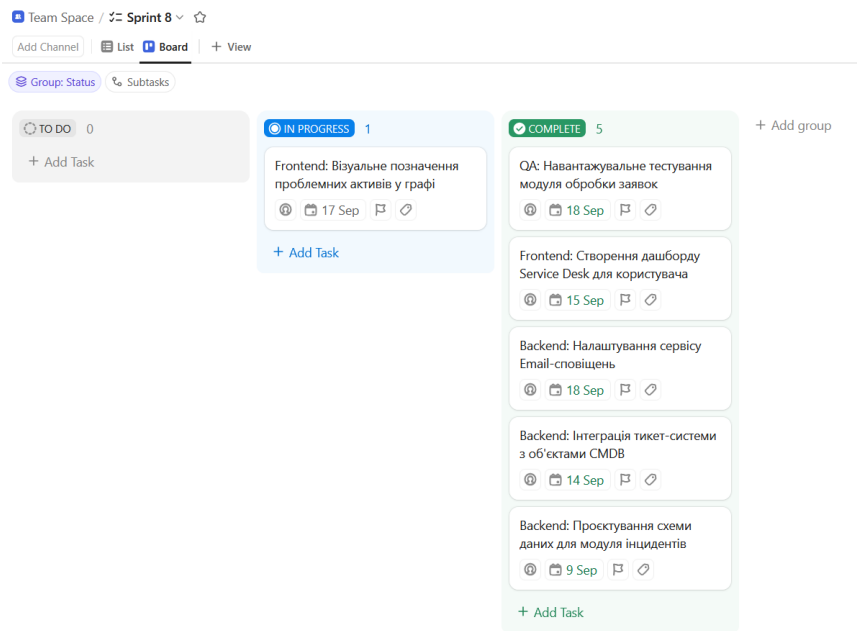 Team Space / Sprint 8
Add Channel List Board + View
Group: Status Subtasks
TO DO 0
+ Add Task
IN PROGRESS 1
Frontend: Візуальне позначення
проблемних активів у графі
17 Sep
+ Add Task
COMPLETE 5
QA: Навантажувальне тестування
модуля обробки заявок
18 Sep
Frontend: Створення дашборду
Service Desk для користувача
15 Sep
Backend: Налаштування сервісу
Email-сповіщень
18 Sep
Backend: Інтеграція тикет-системи
з об'єктами CMDB
14 Sep
Backend: Проєктування схеми
даних для модуля інцидентів
9 Sep
+ Add Task
+ Add group